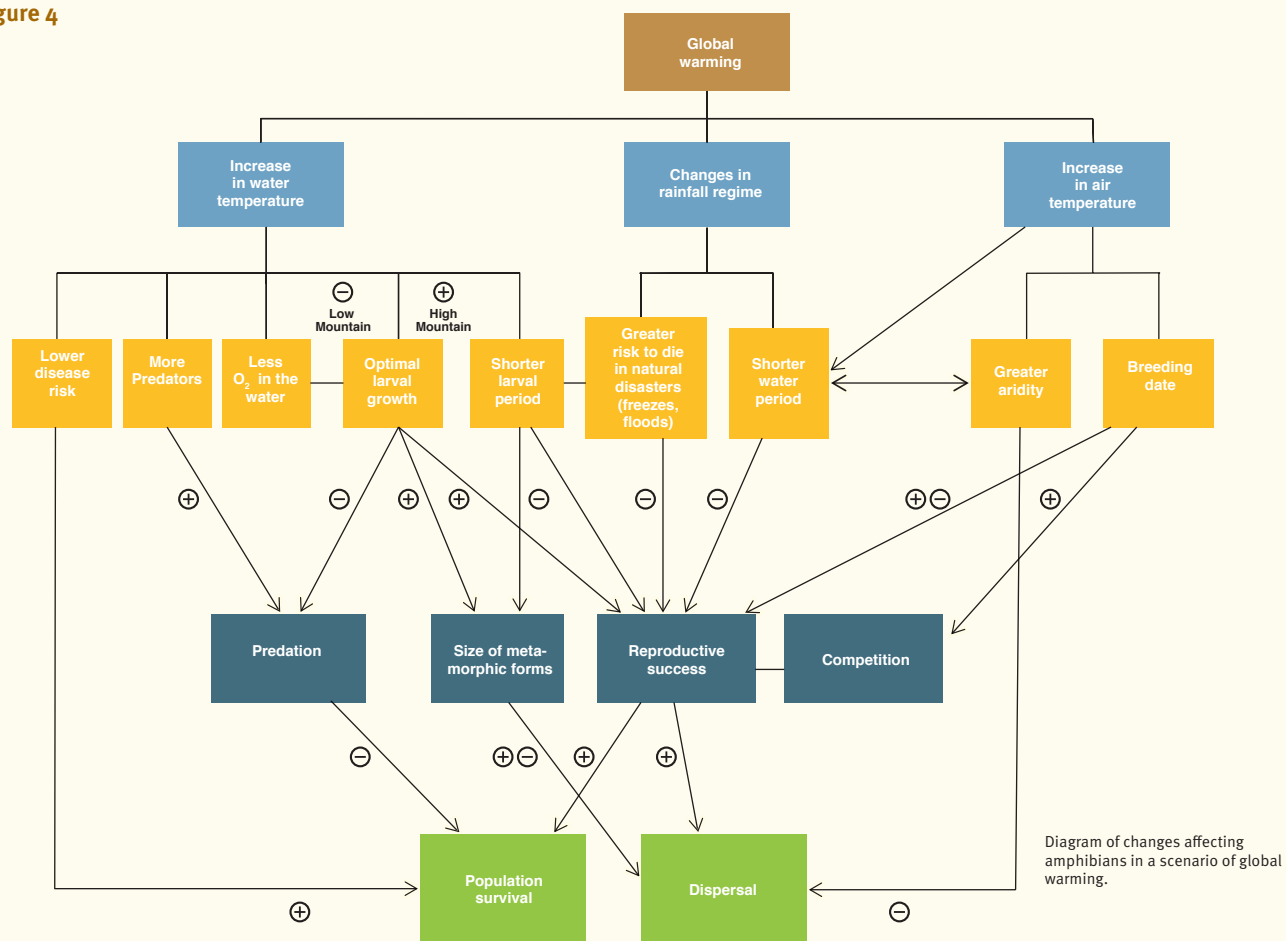 gure 4
Global
warming
Increase
in water
temperature
Changes in
rainfall regime
Increase
in air
temperature
⊖
Low
Mountain
⊕
High
Mountain
Lower
disease
risk
More
Predators
Less
O₂ in the
water
Optimal
larval
growth
Shorter
larval
period
Greater
risk to die
in natural
disasters
(freezes,
floods)
Shorter
water
period
Greater
aridity
Breeding
date
⊕
⊖
⊕
⊕
⊖
⊖
⊖
⊕⊖
⊕
Predation
Size of meta-
morphic forms
Reproductive
success
Competition
⊖
⊕⊖
⊕
⊕
Population
survival
Dispersal
⊕
⊖
Diagram of changes affecting
amphibians in a scenario of global
warming.